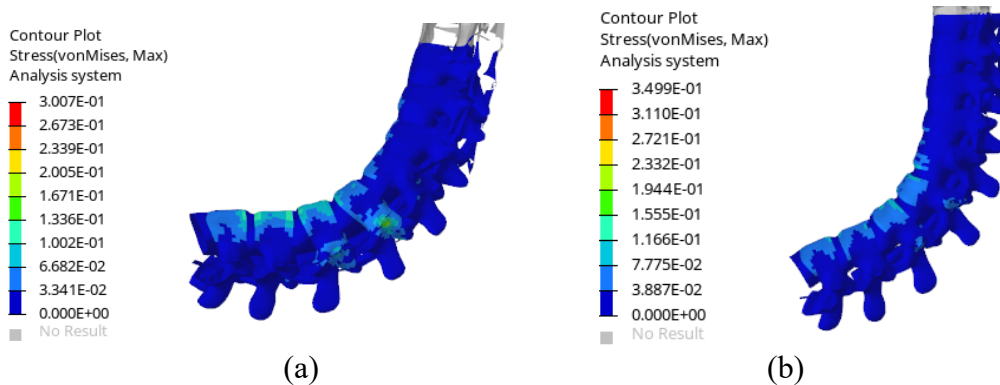 Contour Plot
Stress(vonMises, Max)
Analysis system
3.007E-01
2.673E-01
2.339E-01
2.005E-01
1.671E-01
1.336E-01
1.002E-01
6.682E-02
3.341E-02
0.000E+00
No Result
(a)
Contour Plot
Stress(vonMises, Max)
Analysis system
3.499E-01
3.110E-01
2.721E-01
2.332E-01
1.944E-01
1.555E-01
1.166E-01
7.775E-02
3.887E-02
0.000E+00
No Result
(b)